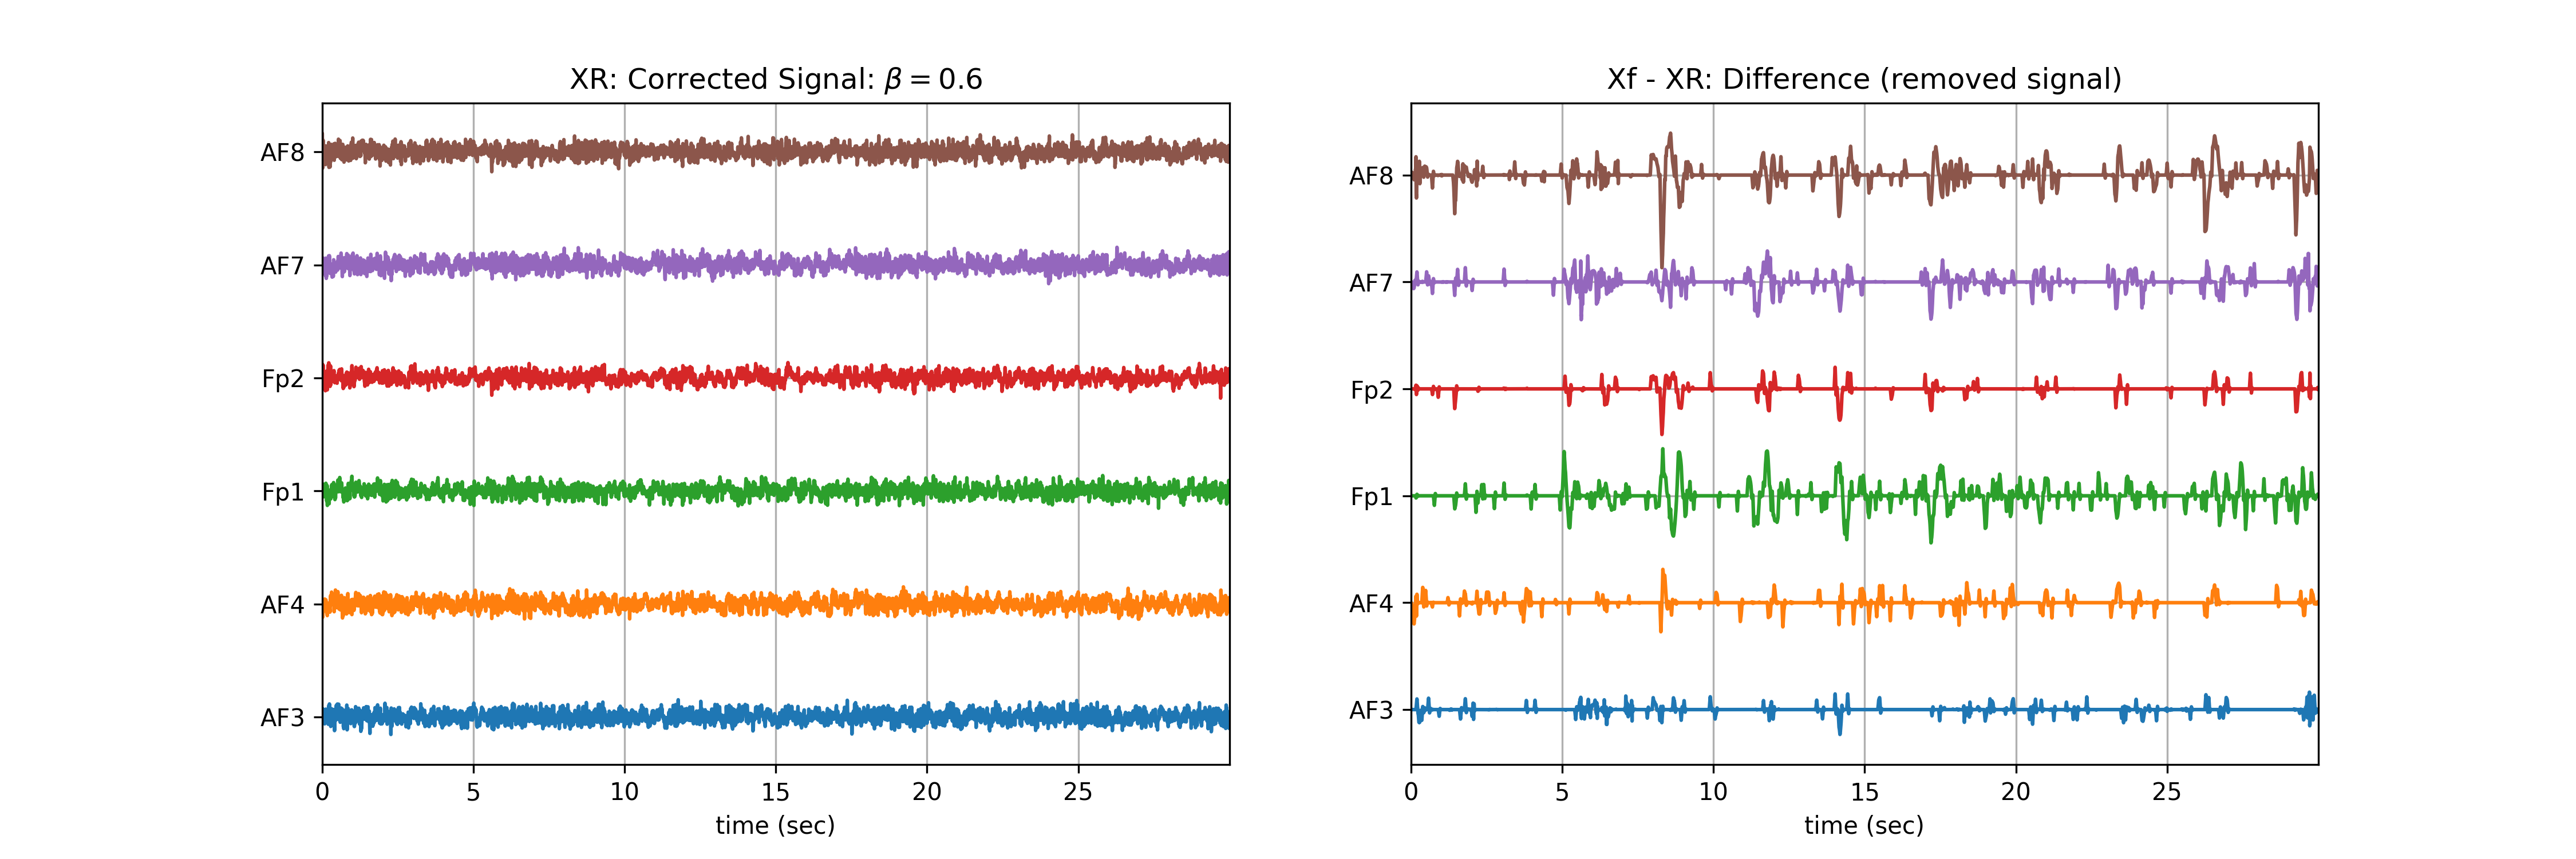 XR: Corrected Signal: β = 0.6
AF8
AF7
Fp2
Fp1
AF4
AF3
0 5 10 15 20 25
time (sec)
Xf - XR: Difference (removed signal)
AF8
AF7
Fp2
Fp1
AF4
AF3
0 5 10 15 20 25
time (sec)